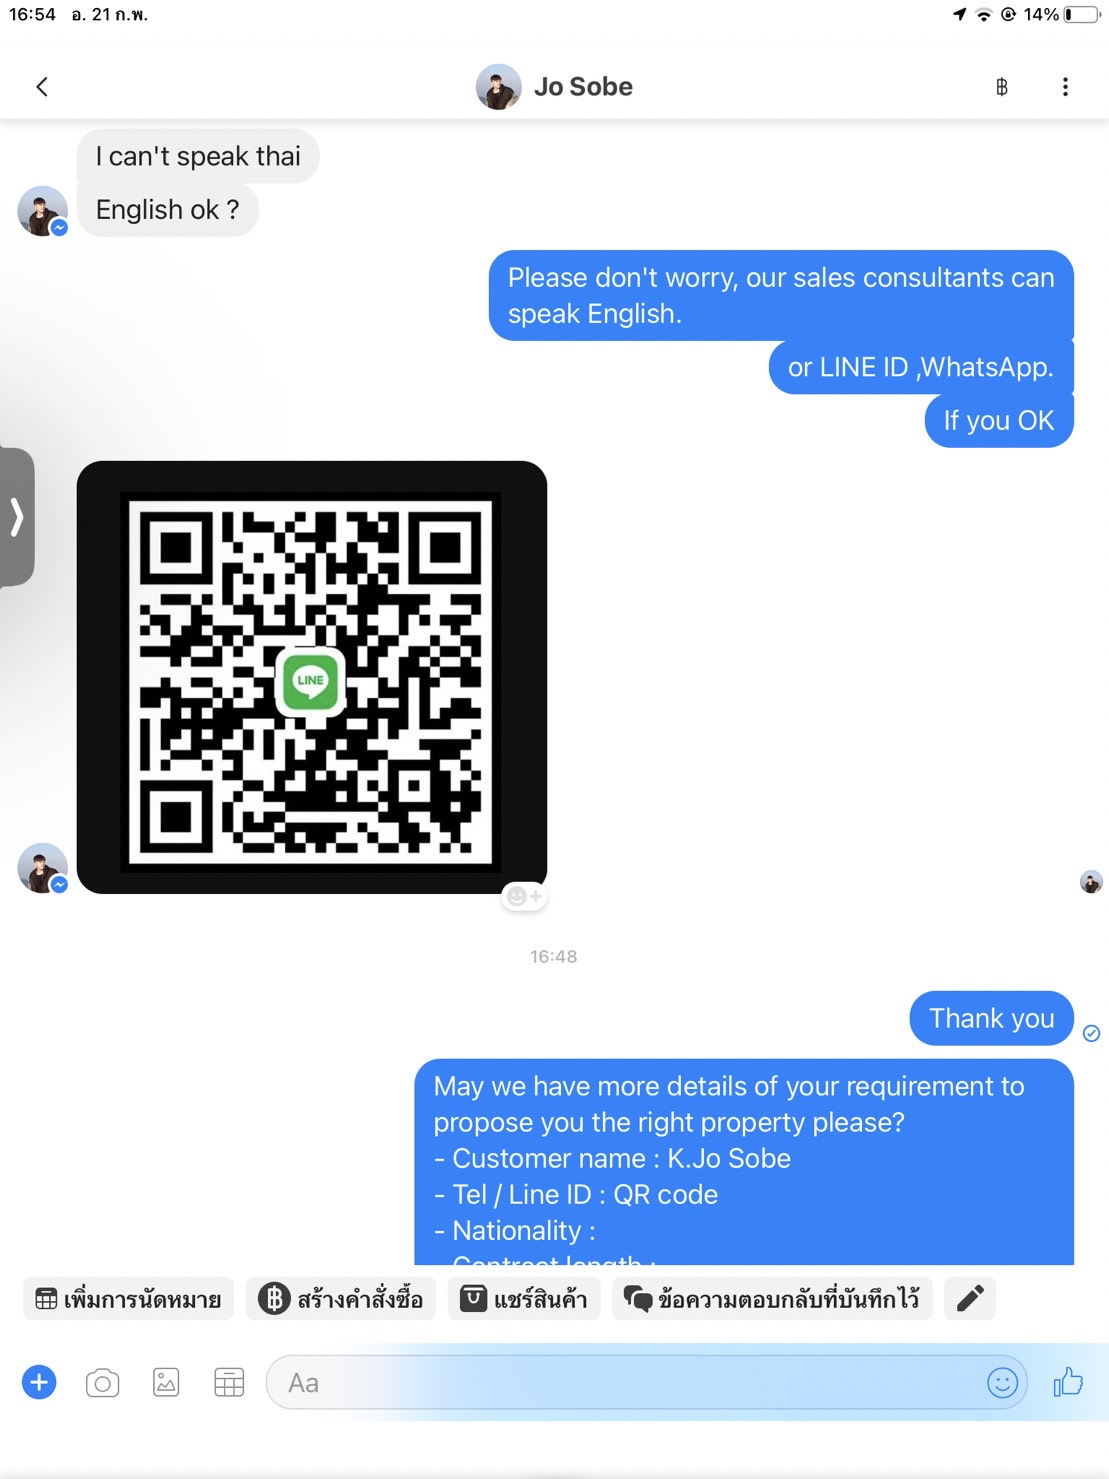 16:54 อ. 21 ก.พ.
14%
Jo Sobe
฿
I can't speak thai
English ok ?
Please don't worry, our sales consultants can
speak English.
or LINE ID ,WhatsApp.
If you OK
LINE
16:48
Thank you
May we have more details of your requirement to
propose you the right property please?
- Customer name : K.Jo Sobe
- Tel / Line ID : QR code
- Nationality :
- Contract length :
เพิ่มการนัดหมาย
฿ สร้างคำสั่งซื้อ
แชร์สินค้า
ข้อความตอบกลับที่บันทึกไว้
Aa